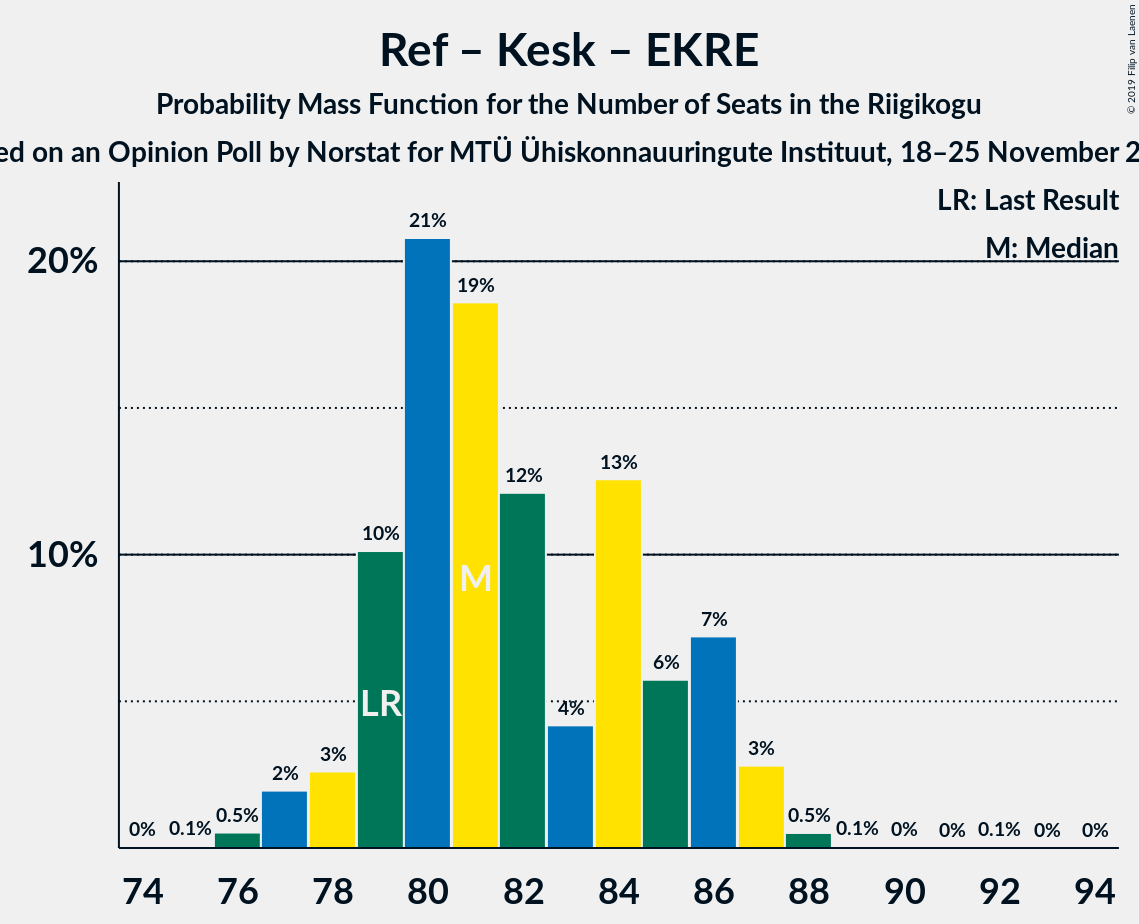 © 2019 Filip van Laenen
Ref – Kesk – EKRE
Probability Mass Function for the Number of Seats in the Riigikogu
on an Opinion Poll by Norstat for MTÜ Ühiskonnauuringute Instituut, 18–25 November
LR: Last Result
M: Median
20%
10%
0% 0.1% 0.5% 2% 3% 10% 21% 19% 12% 4% 13% 6% 7% 3% 0.5% 0.1% 0% 0% 0.1% 0% 0%
LR M
74 76 78 80 82 84 86 88 90 92 94